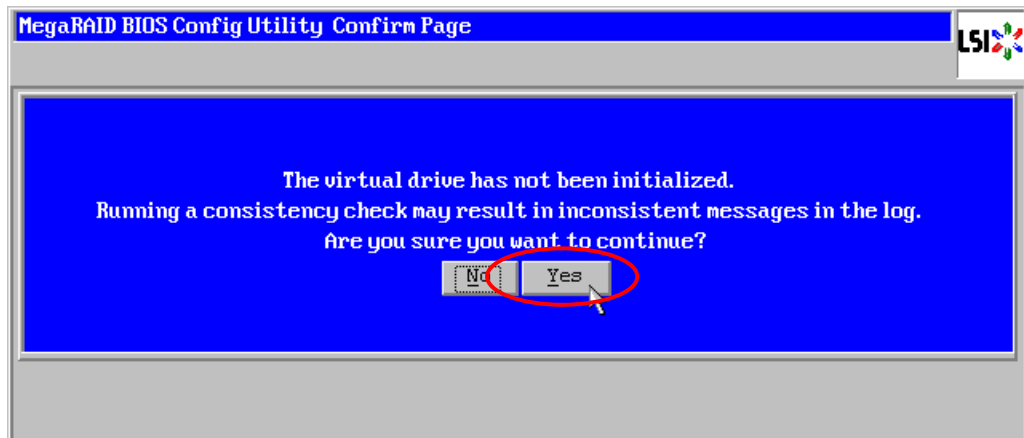 MegaRAID BIOS Config Utility Confirm Page
LSI
The virtual drive has not been initialized.
Running a consistency check may result in inconsistent messages in the log.
Are you sure you want to continue?
No Yes